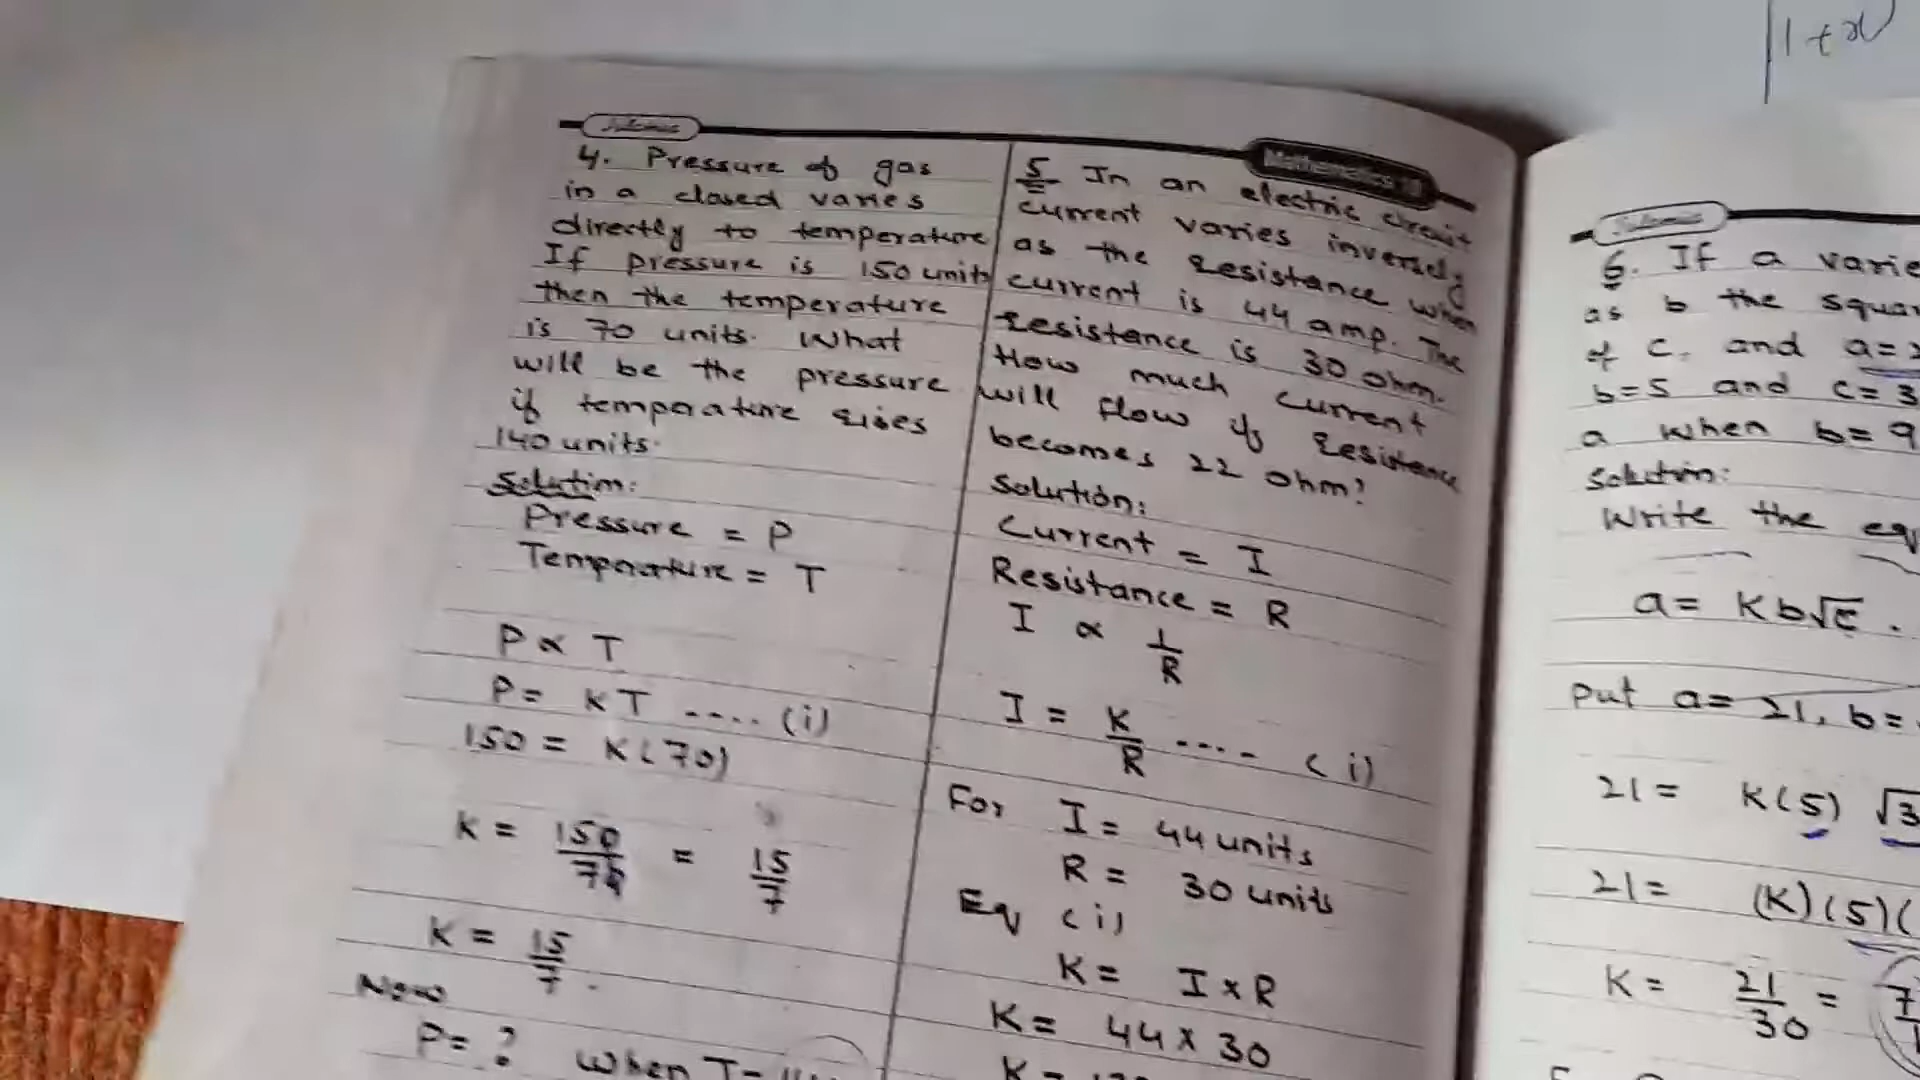 1+x
4. Pressure of gas
in a closed varies
directly to temperature
If pressure is 150 units
then the temperature
is 70 units. What
will be the pressure
if temperature rises
140 units.
Solution:
Pressure = P
Temperature = T
P ∝ T
P = KT .... (i)
150 = K(70)
K = 150/70 = 15/7
K = 15/7.
Now
P = ? when T =
Mathematics
5 In an electric circuit
current varies inversely
as the resistance when
current is 44 amp. The
resistance is 30 ohm.
How much current
will flow if resistance
becomes 22 ohm?
Solution:
Current = I
Resistance = R
I ∝ 1/R
I = K/R .... (i)
For I = 44 units
R = 30 units
Eq (i)
K = I × R
K = 44 × 30
K =
6. If a varie
as b the squar
of c. and a=2
b=5 and c=3
a when b=9
Solution:
Write the eq
a = Kb√c .
put a = 21, b =
21 = K(5) √3
21 = (K)(5)(
K = 21/30 = 7